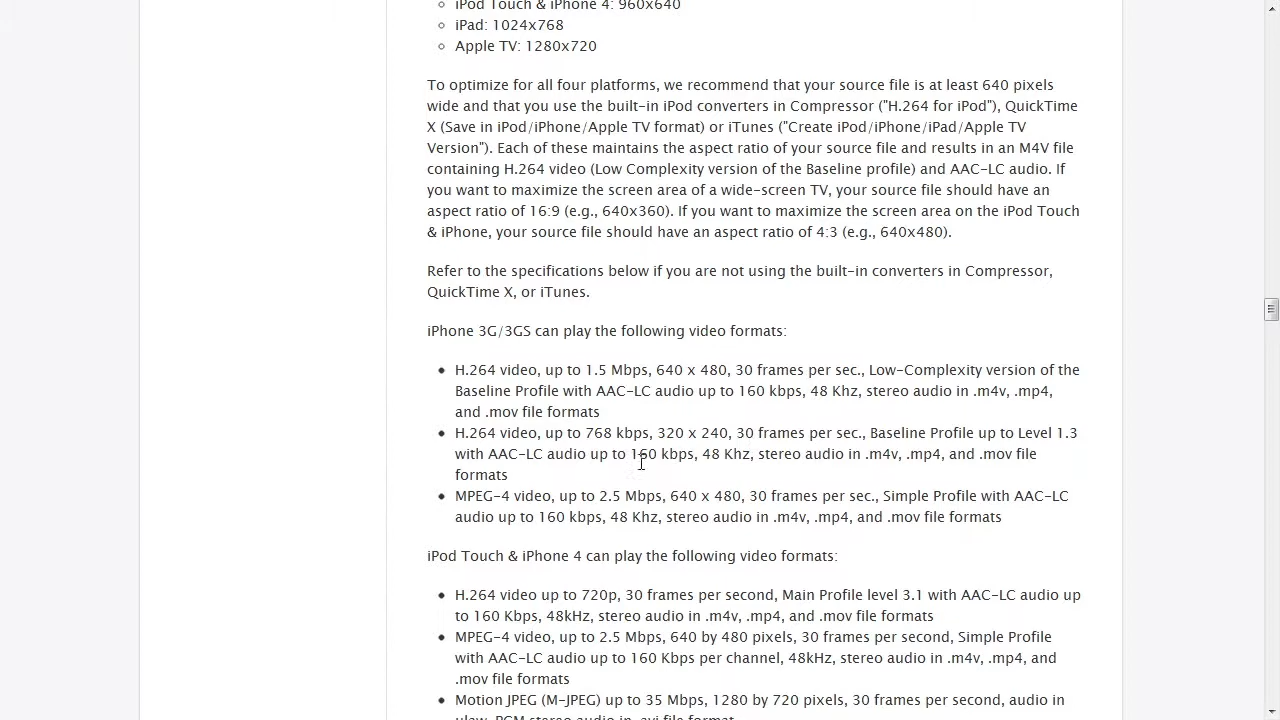 iPod Touch & iPhone 4: 960x640
iPad: 1024x768
Apple TV: 1280x720
To optimize for all four platforms, we recommend that your source file is at least 640 pixels
wide and that you use the built-in iPod converters in Compressor ("H.264 for iPod"), QuickTime
X (Save in iPod/iPhone/Apple TV format) or iTunes ("Create iPod/iPhone/iPad/Apple TV
Version"). Each of these maintains the aspect ratio of your source file and results in an M4V file
containing H.264 video (Low Complexity version of the Baseline profile) and AAC-LC audio. If
you want to maximize the screen area of a wide-screen TV, your source file should have an
aspect ratio of 16:9 (e.g., 640x360). If you want to maximize the screen area on the iPod Touch
& iPhone, your source file should have an aspect ratio of 4:3 (e.g., 640x480).
Refer to the specifications below if you are not using the built-in converters in Compressor,
QuickTime X, or iTunes.
iPhone 3G/3GS can play the following video formats:
H.264 video, up to 1.5 Mbps, 640 x 480, 30 frames per sec., Low-Complexity version of the
Baseline Profile with AAC-LC audio up to 160 kbps, 48 Khz, stereo audio in .m4v, .mp4,
and .mov file formats
H.264 video, up to 768 kbps, 320 x 240, 30 frames per sec., Baseline Profile up to Level 1.3
with AAC-LC audio up to 160 kbps, 48 Khz, stereo audio in .m4v, .mp4, and .mov file
formats
MPEG-4 video, up to 2.5 Mbps, 640 x 480, 30 frames per sec., Simple Profile with AAC-LC
audio up to 160 kbps, 48 Khz, stereo audio in .m4v, .mp4, and .mov file formats
iPod Touch & iPhone 4 can play the following video formats:
H.264 video up to 720p, 30 frames per second, Main Profile level 3.1 with AAC-LC audio up
to 160 Kbps, 48kHz, stereo audio in .m4v, .mp4, and .mov file formats
MPEG-4 video, up to 2.5 Mbps, 640 by 480 pixels, 30 frames per second, Simple Profile
with AAC-LC audio up to 160 Kbps per channel, 48kHz, stereo audio in .m4v, .mp4, and
.mov file formats
Motion JPEG (M-JPEG) up to 35 Mbps, 1280 by 720 pixels, 30 frames per second, audio in
ulaw, PCM stereo audio in .avi file format